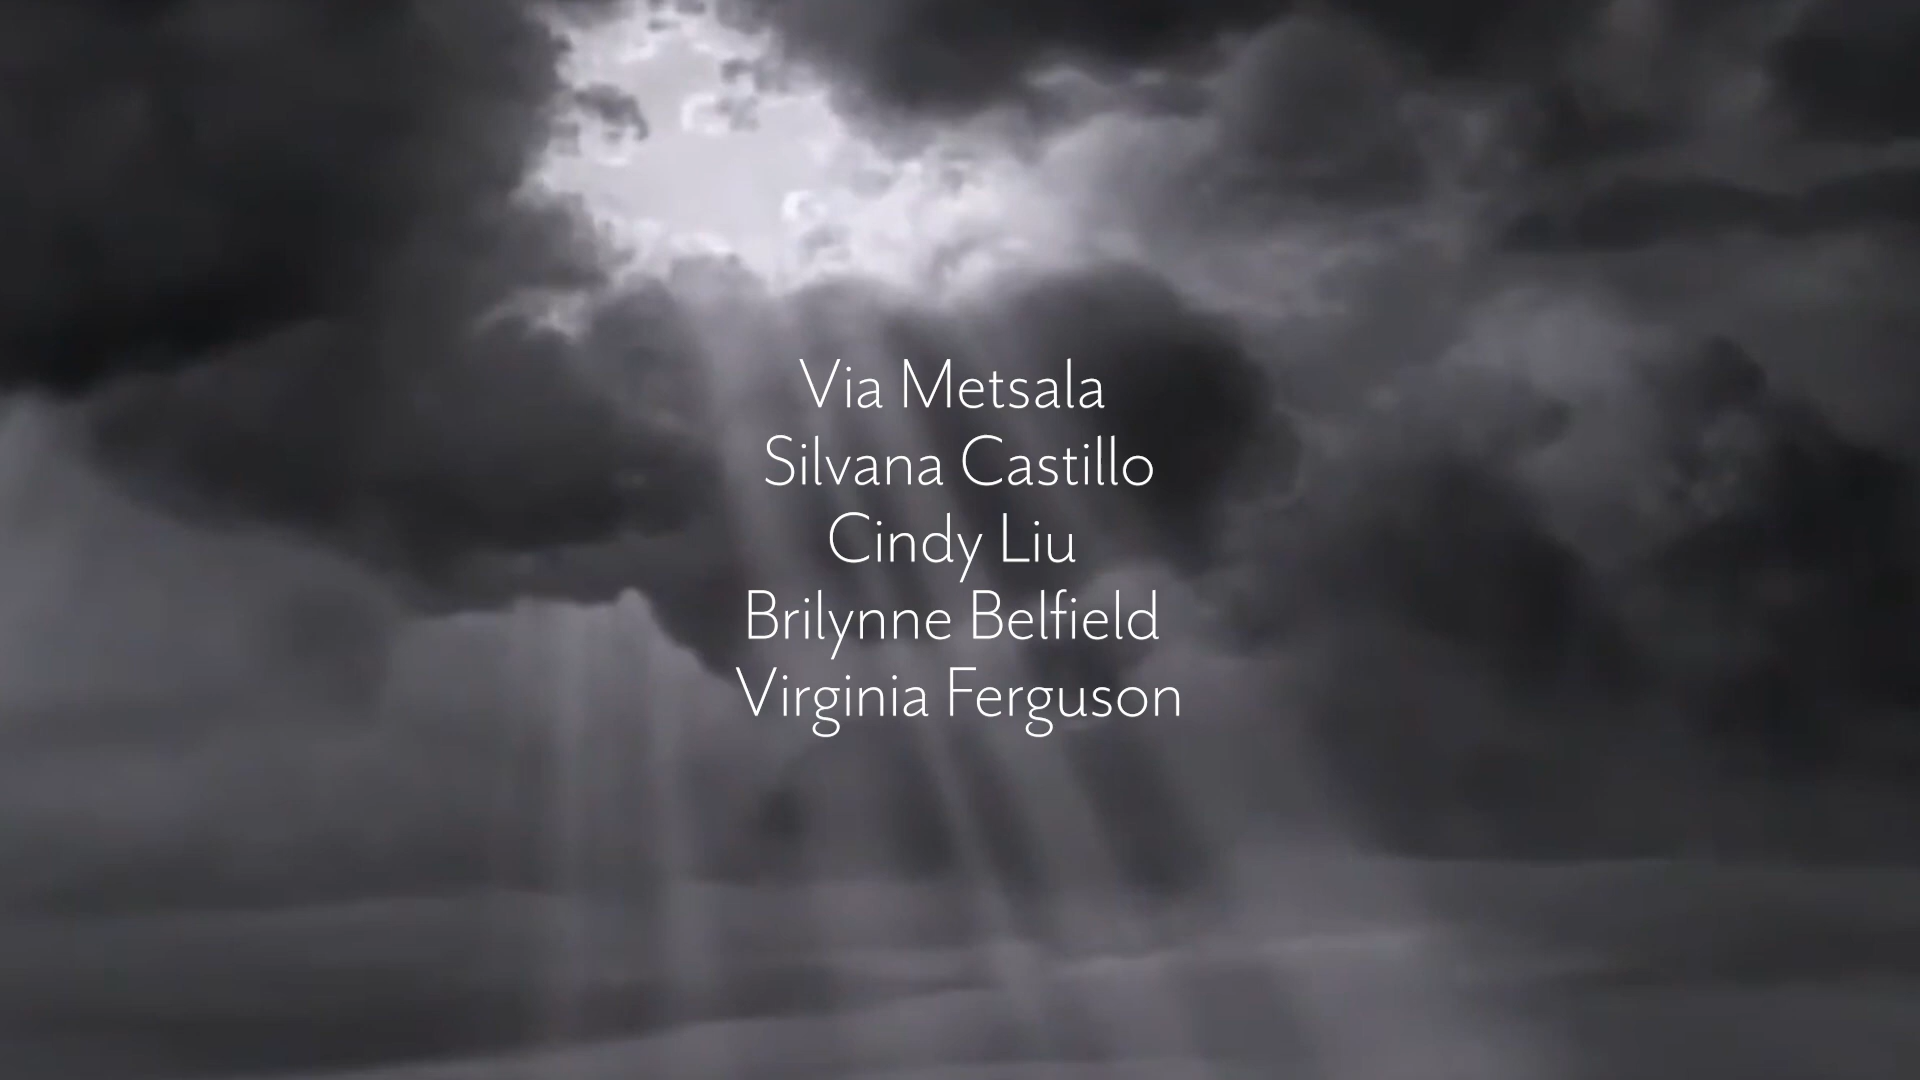 Via Metsala
Silvana Castillo
Cindy Liu
Brilynne Belfield
Virginia Ferguson